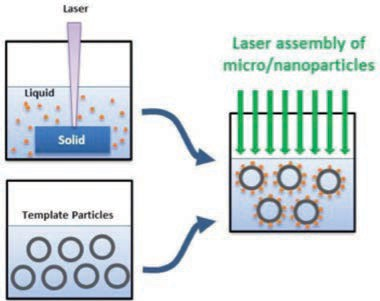 Laser
Liquid
Solid
Laser assembly of
micro/nanoparticles
Template Particles